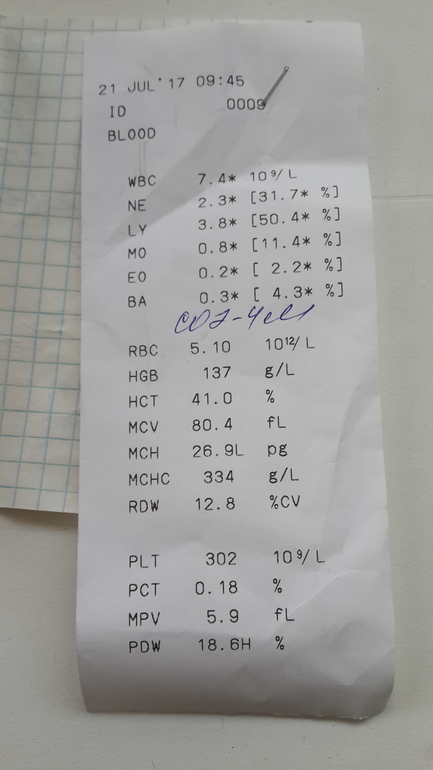 21 JUL'17 09:45
ID 0009
BLOOD
WBC 7.4* 10⁹/L
NE 2.3* [31.7* %]
LY 3.8* [50.4* %]
MO 0.8* [11.4* %]
EO 0.2* [ 2.2* %]
BA 0.3* [ 4.3* %]
СОЭ-4мм
RBC 5.10 10¹²/L
HGB 137 g/L
HCT 41.0 %
MCV 80.4 fL
MCH 26.9L pg
MCHC 334 g/L
RDW 12.8 %CV
PLT 302 10⁹/L
PCT 0.18 %
MPV 5.9 fL
PDW 18.6H %